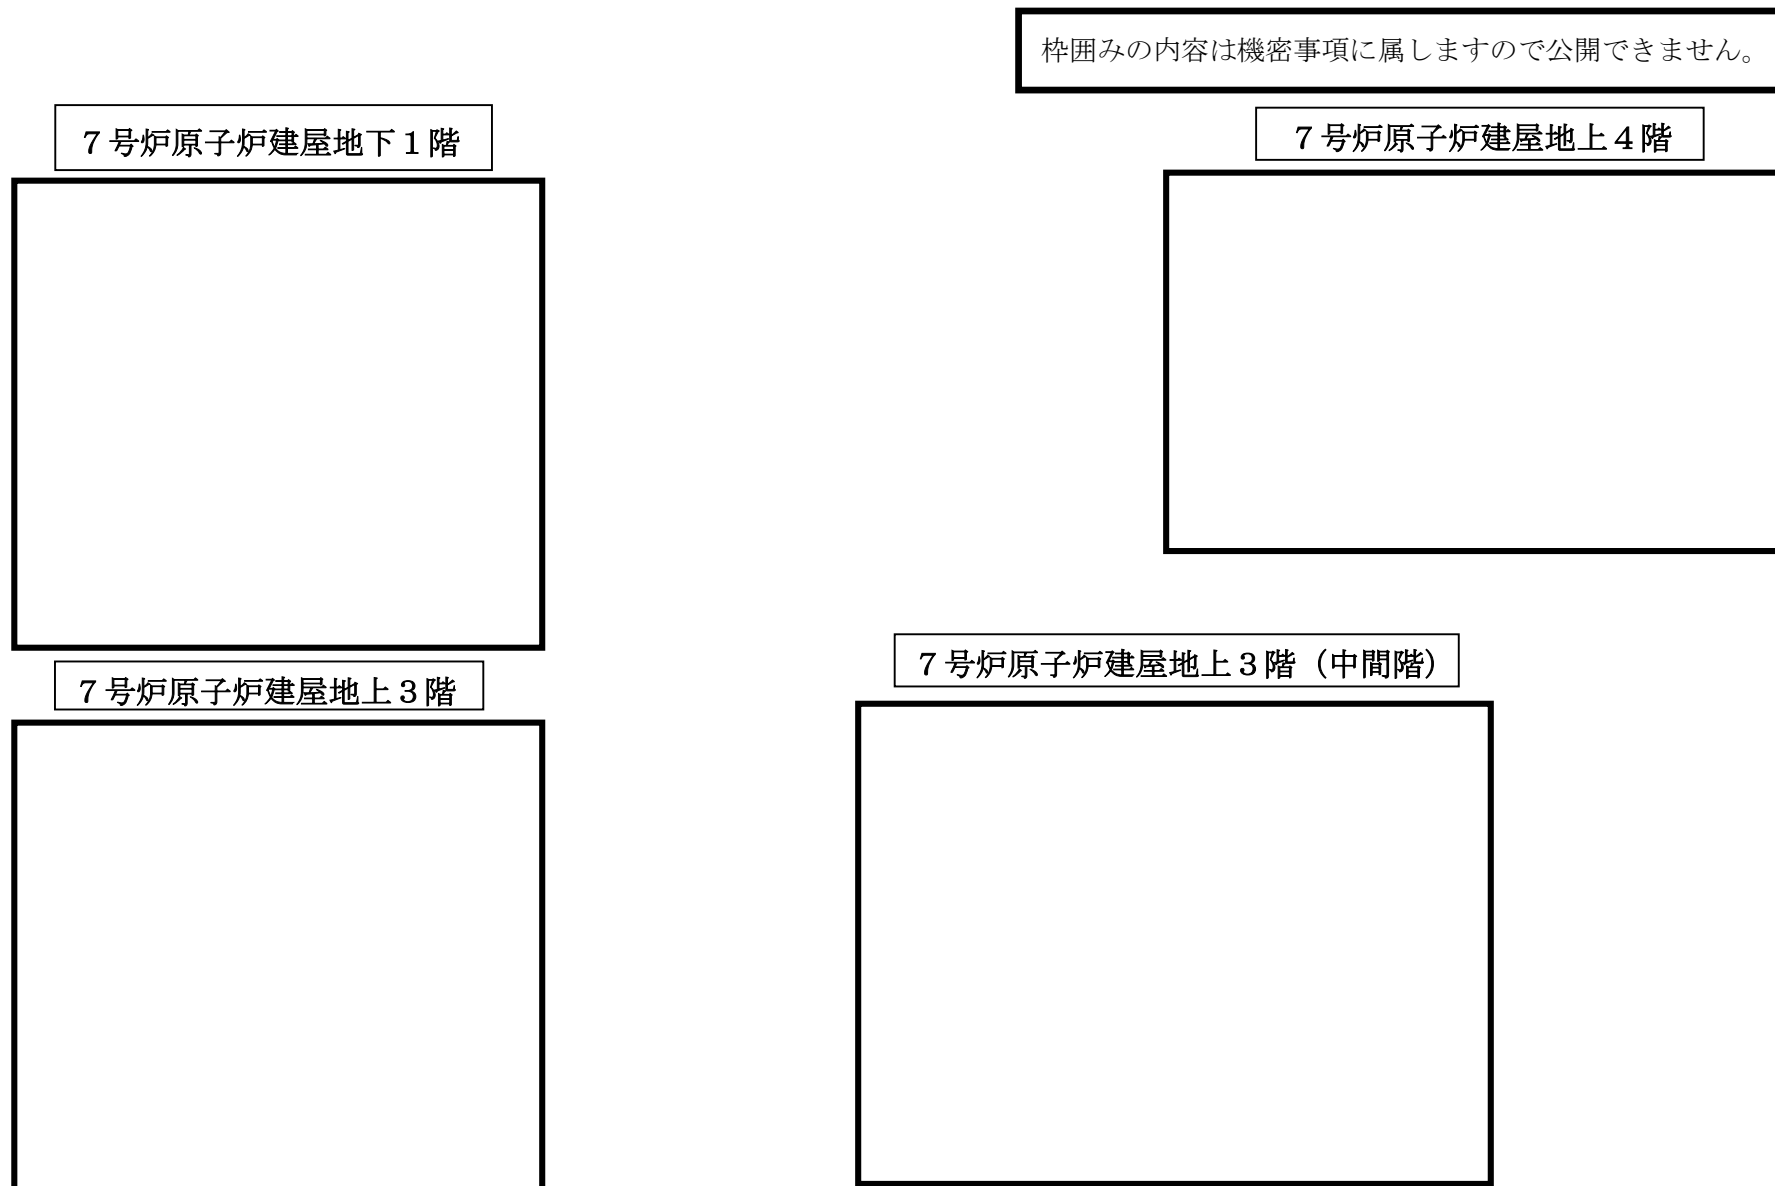 枠囲みの内容は機密事項に属しますので公開できません。
７号炉原子炉建屋地下１階
７号炉原子炉建屋地上４階
７号炉原子炉建屋地上３階
７号炉原子炉建屋地上３階（中間階）